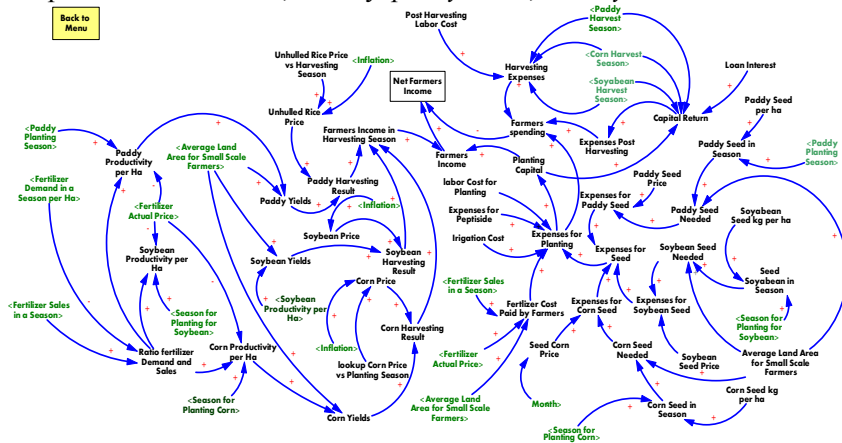 Back to
Menu
Post Harvesting
Labor Cost
<Paddy
Harvest
Season>
Unhulled Rice Price
vs Harvesting
Season
<Inflation>
Net Farmers
Income
Harvesting
Expenses
<Corn Harvest
Season>
<Soyabean
Harvest
Season>
Loan Interest
Capital Return
Paddy Seed
per ha
Unhulled Rice
Price
Farmers
spending
Expenses Post
Harvesting
<Paddy
Planting
Season>
Paddy
Productivity
per Ha
<Average Land
Area for Small Scale
Farmers>
Farmers Income in
Harvesting Season
Farmers
Income
Planting
Capital
Paddy Seed in
Season
<Paddy
Planting
Season>
<Fertilizer
Demand in a
Season per Ha>
Paddy Yields
Paddy Harvesting
Result
<Inflation>
labor Cost for
Planting
Expenses for
Peptiside
Irigation Cost
Paddy Seed
Price
Expenses for
Paddy Seed
Paddy Seed
Needed
Soyabean
Seed kg per
ha
<Fertilizer
Actual Price>
Soybean
Productivity per
Ha
Soybean Price
Expenses for
Planting
Expenses for
Seed
Soybean Seed
Needed
Soybean Yields
Soybean
Harvesting
Result
Seed
Soyabean in
Season
<Fertilizer Sales
in a Season>
<Season for
Planting for
Soybean>
<Soybean
Productivity per
Ha>
Corn Price
<Fertilizer Sales
in a Season>
Fertlizer Cost
Paid by Farmers
Expenses for
Corn Seed
Expenses for
Soybean Seed
<Season for
Planting for
Soybean>
Corn Harvesting
Result
Ratio fertilizer
Demand and
Sales
Corn Productivity
per Ha
<Inflation>
lookup Corn Price
vs Planting Season
<Fertilizer
Actual Price>
Seed Corn
Price
Corn Seed
Needed
Soybean
Seed Price
Average Land Area
for Small Scale
Farmers
<Season for
Planting Corn>
Corn Yields
<Average Land
Area for Small Scale
Farmers>
Month>
Corn Seed in
Season
Corn Seed kg
per ha
<Season for
Planting Corn>